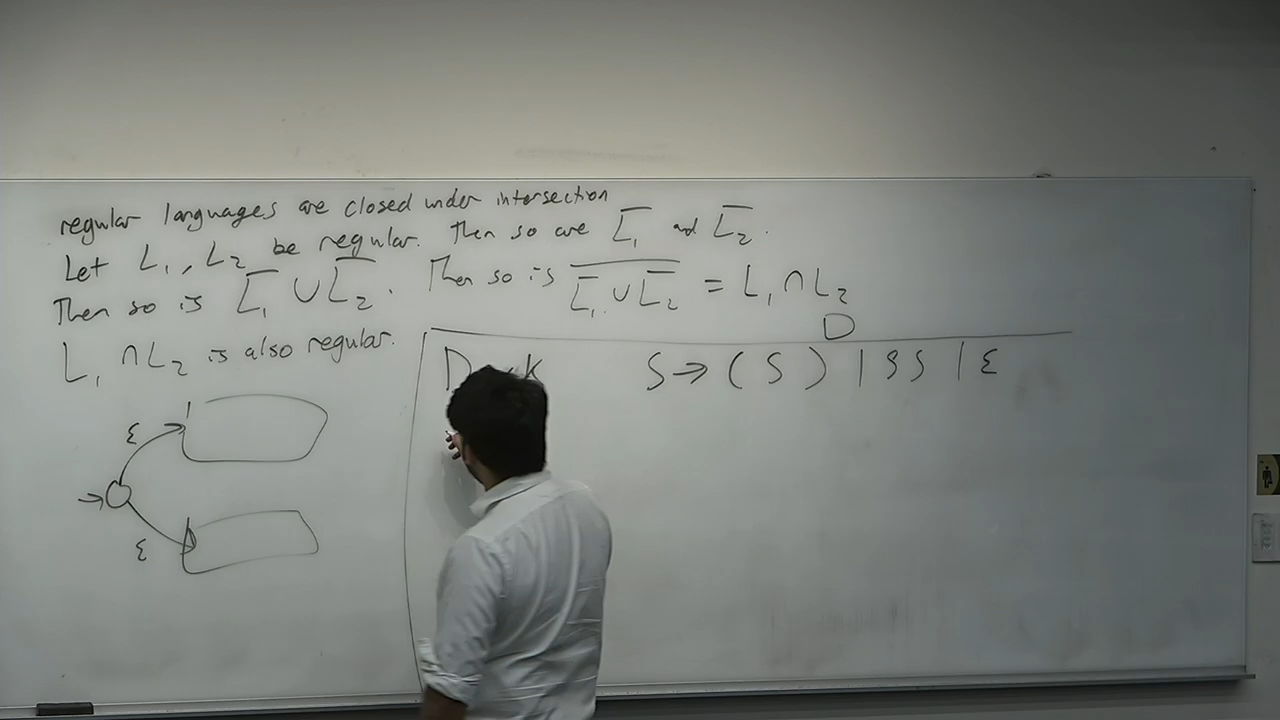 regular languages are closed under intersection
Let L₁, L₂ be regular. Then so are L̅₁ and L̅₂.
Then so is L̅₁ ∪ L̅₂. Then so is \overline{L̅₁ ∪ L̅₂} = L₁ ∩ L₂
L₁ ∩ L₂ is also regular.
D
S → ( S ) | S S | ε
ε
ε